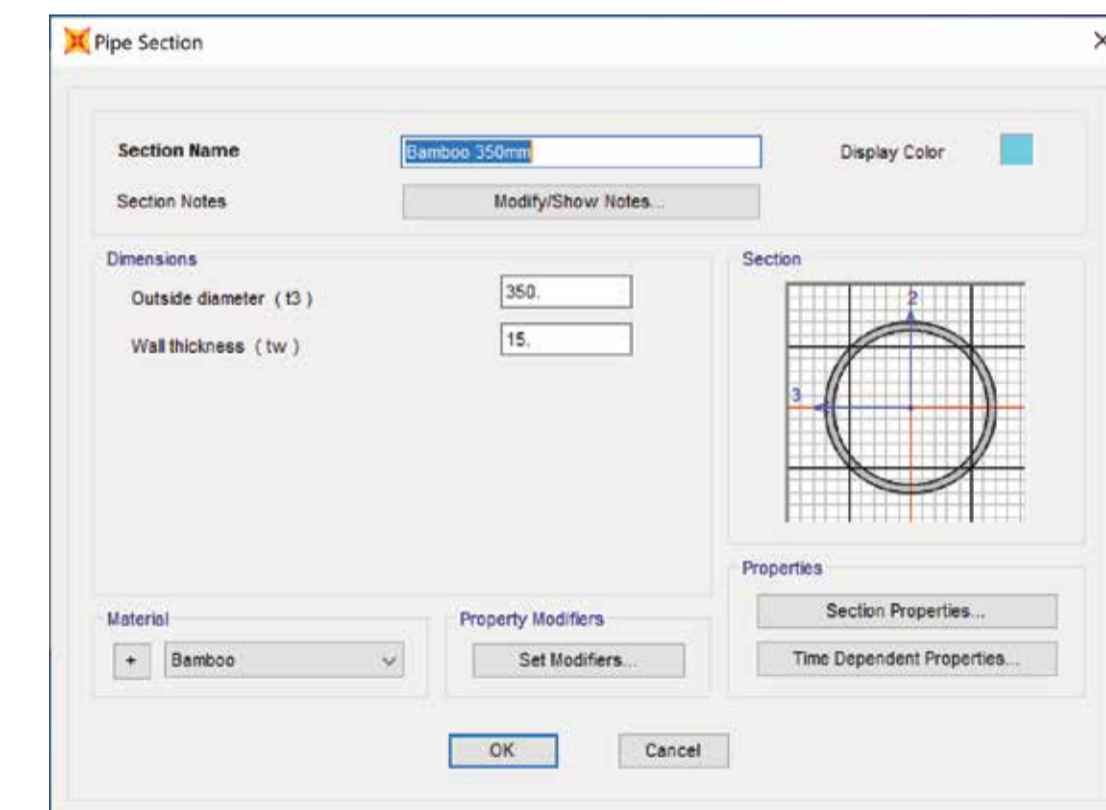 Pipe Section
Section Name
Bamboo 350mm
Display Color
Section Notes
Modify/Show Notes...
Dimensions
Outside diameter ( t3 )
350.
Wall thickness ( tw )
15.
Section
2
3
Properties
Section Properties...
Time Dependent Properties...
Material
+
Bamboo
Property Modifiers
Set Modifiers...
OK
Cancel